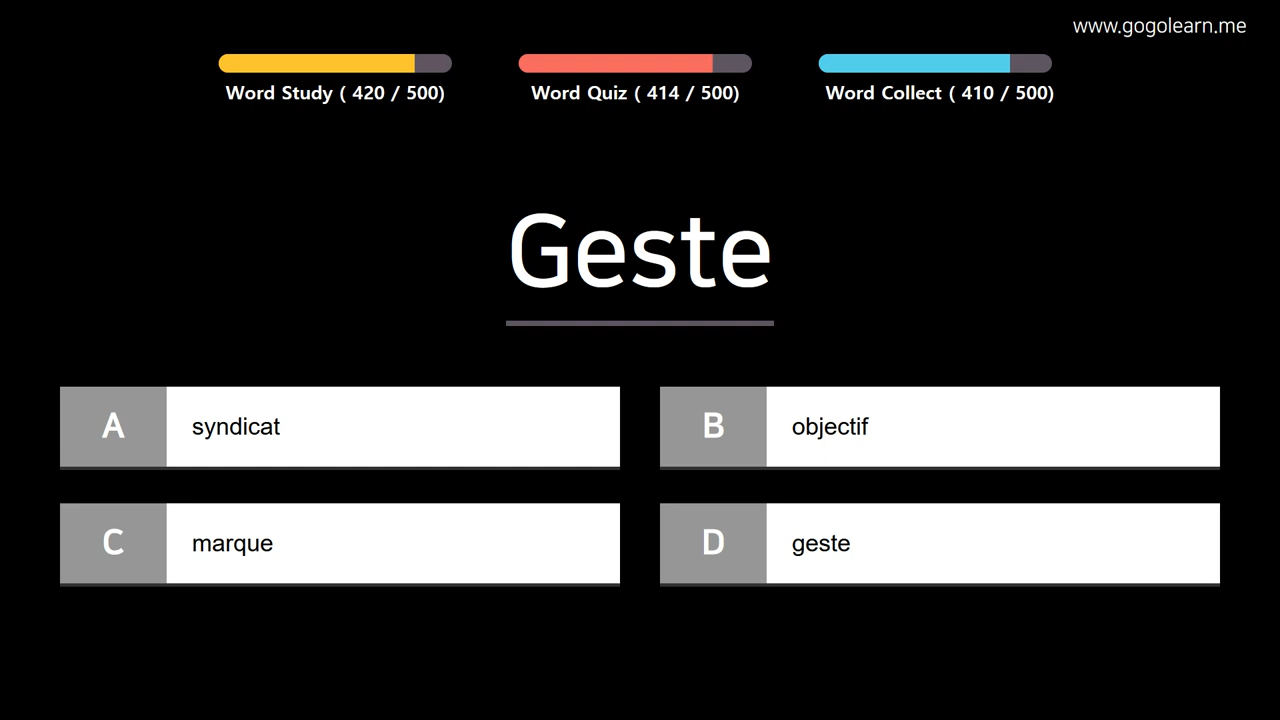 www.gogolearn.me
Word Study ( 420 / 500)
Word Quiz ( 414 / 500)
Word Collect ( 410 / 500)
Geste
A
syndicat
B
objectif
C
marque
D
geste